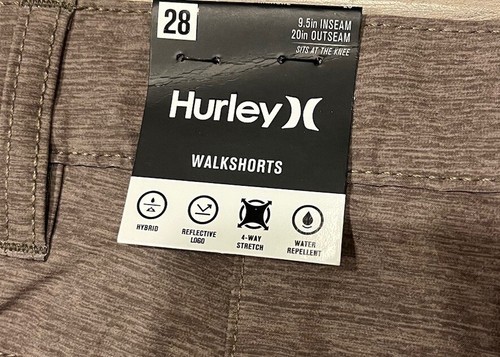 28
9.5in INSEAM
20in OUTSEAM
SITS AT THE KNEE
Hurley
WALKSHORTS
HYBRID
REFLECTIVE
LOGO
4-WAY
STRETCH
WATER
REPELLENT